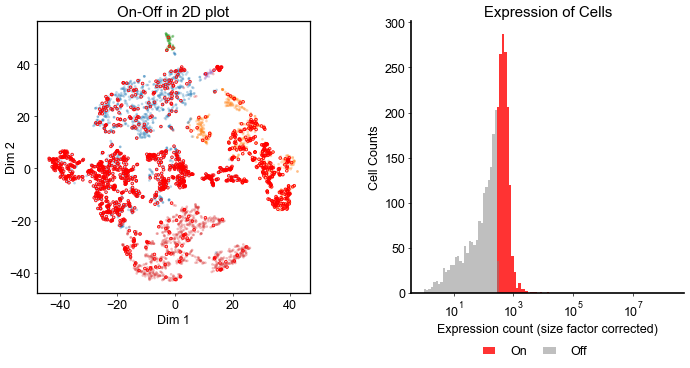 On-Off in 2D plot
Dim 2
40
20
0
−20
−40
−40 −20 0 20 40
Dim 1
Expression of Cells
Cell Counts
300
250
200
150
100
50
0
10^1 10^3 10^5 10^7
Expression count (size factor corrected)
On Off